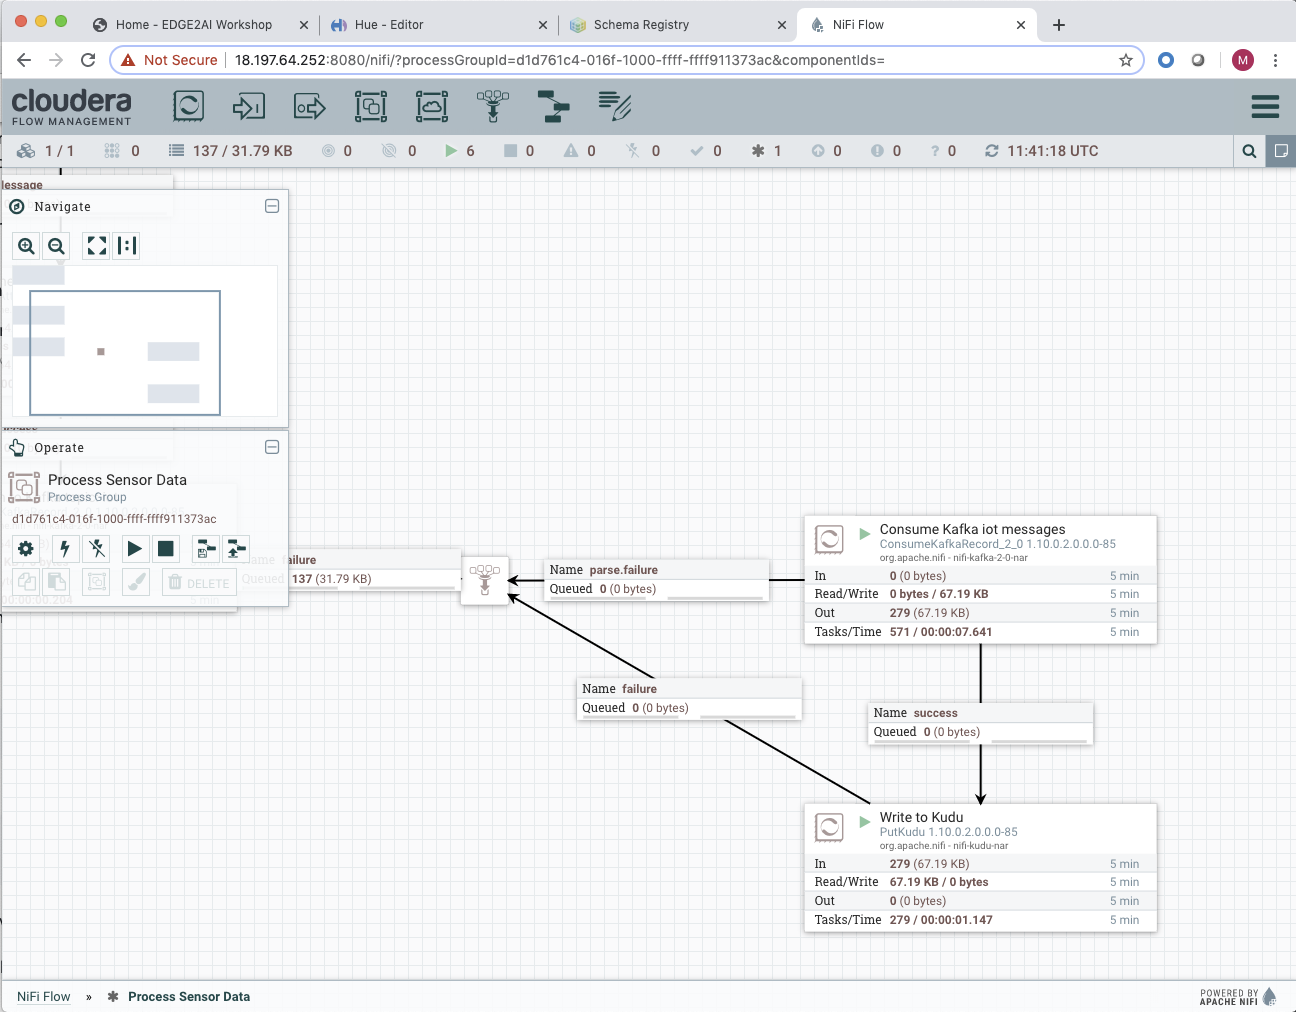 Home - EDGE2AI Workshop
Hue - Editor
Schema Registry
NiFi Flow
Not Secure 18.197.64.252:8080/nifi/?processGroupId=d1d761c4-016f-1000-ffff-ffff911373ac&componentIds=
M
cloudera
FLOW MANAGEMENT
1 / 1 0 137 / 31.79 KB 0 0 6 0 0 0 0 1 0 0 ? 0 11:41:18 UTC
lessage
Navigate
Operate
Process Sensor Data
Process Group
d1d761c4-016f-1000-ffff-ffff911373ac
DELETE
Name failure
Queued 137 (31.79 KB)
Name parse.failure
Queued 0 (0 bytes)
Consume Kafka iot messages
ConsumeKafkaRecord_2_0 1.10.0.2.0.0.0-85
org.apache.nifi - nifi-kafka-2-0-nar
In 0 (0 bytes) 5 min
Read/Write 0 bytes / 67.19 KB 5 min
Out 279 (67.19 KB) 5 min
Tasks/Time 571 / 00:00:07.641 5 min
Name failure
Queued 0 (0 bytes)
Name success
Queued 0 (0 bytes)
Write to Kudu
PutKudu 1.10.0.2.0.0.0-85
org.apache.nifi - nifi-kudu-nar
In 279 (67.19 KB) 5 min
Read/Write 67.19 KB / 0 bytes 5 min
Out 0 (0 bytes) 5 min
Tasks/Time 279 / 00:00:01.147 5 min
NiFi Flow » Process Sensor Data
POWERED BY
APACHE NIFI